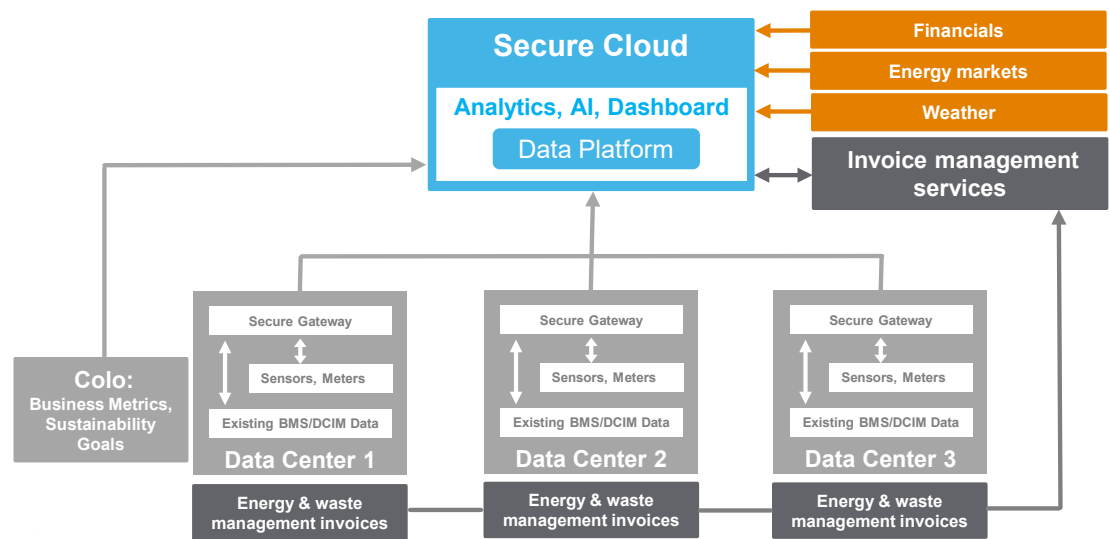 Secure Cloud
Analytics, AI, Dashboard
Data Platform
Financials
Energy markets
Weather
Invoice management
services
Colo:
Business Metrics,
Sustainability
Goals
Secure Gateway
Sensors, Meters
Existing BMS/DCIM Data
Data Center 1
Energy & waste
management invoices
Secure Gateway
Sensors, Meters
Existing BMS/DCIM Data
Data Center 2
Energy & waste
management invoices
Secure Gateway
Sensors, Meters
Existing BMS/DCIM Data
Data Center 3
Energy & waste
management invoices